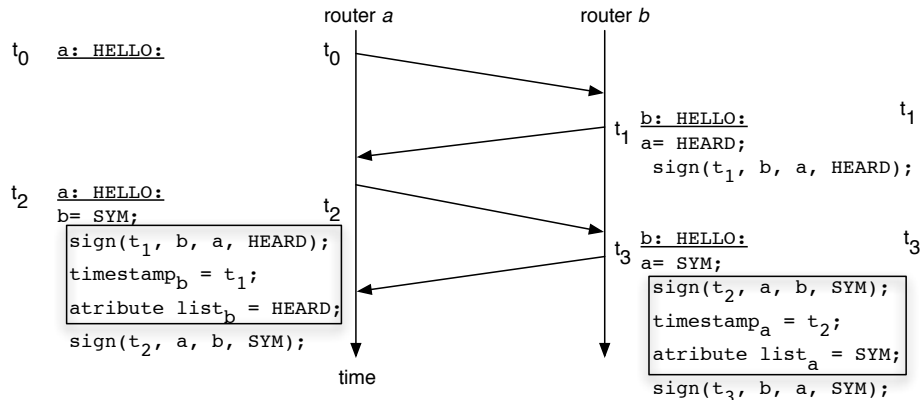 router a
router b
t0
a: HELLO:
t0
t1
b: HELLO:
t1
a= HEARD;
sign(t1, b, a, HEARD);
t2
a: HELLO:
t2
b= SYM;
sign(t1, b, a, HEARD);
timestampb = t1;
atribute listb = HEARD;
sign(t2, a, b, SYM);
t3
b: HELLO:
t3
a= SYM;
sign(t2, a, b, SYM);
timestampa = t2;
atribute lista = SYM;
sign(t3, b, a, SYM);
time